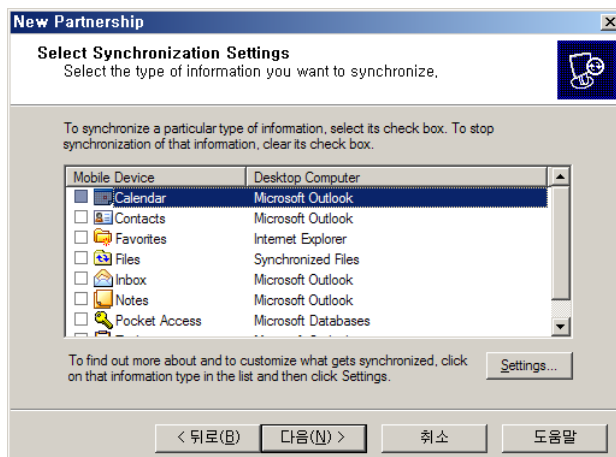 New Partnership
Select Synchronization Settings
Select the type of information you want to synchronize.
To synchronize a particular type of information, select its check box. To stop
synchronization of that information, clear its check box.
Mobile Device Desktop Computer
Calendar Microsoft Outlook
Contacts Microsoft Outlook
Favorites Internet Explorer
Files Synchronized Files
Inbox Microsoft Outlook
Notes Microsoft Outlook
Pocket Access Microsoft Databases
To find out more about and to customize what gets synchronized, click
on that information type in the list and then click Settings.
Settings...
< 뒤로(B) 다음(N) > 취소 도움말